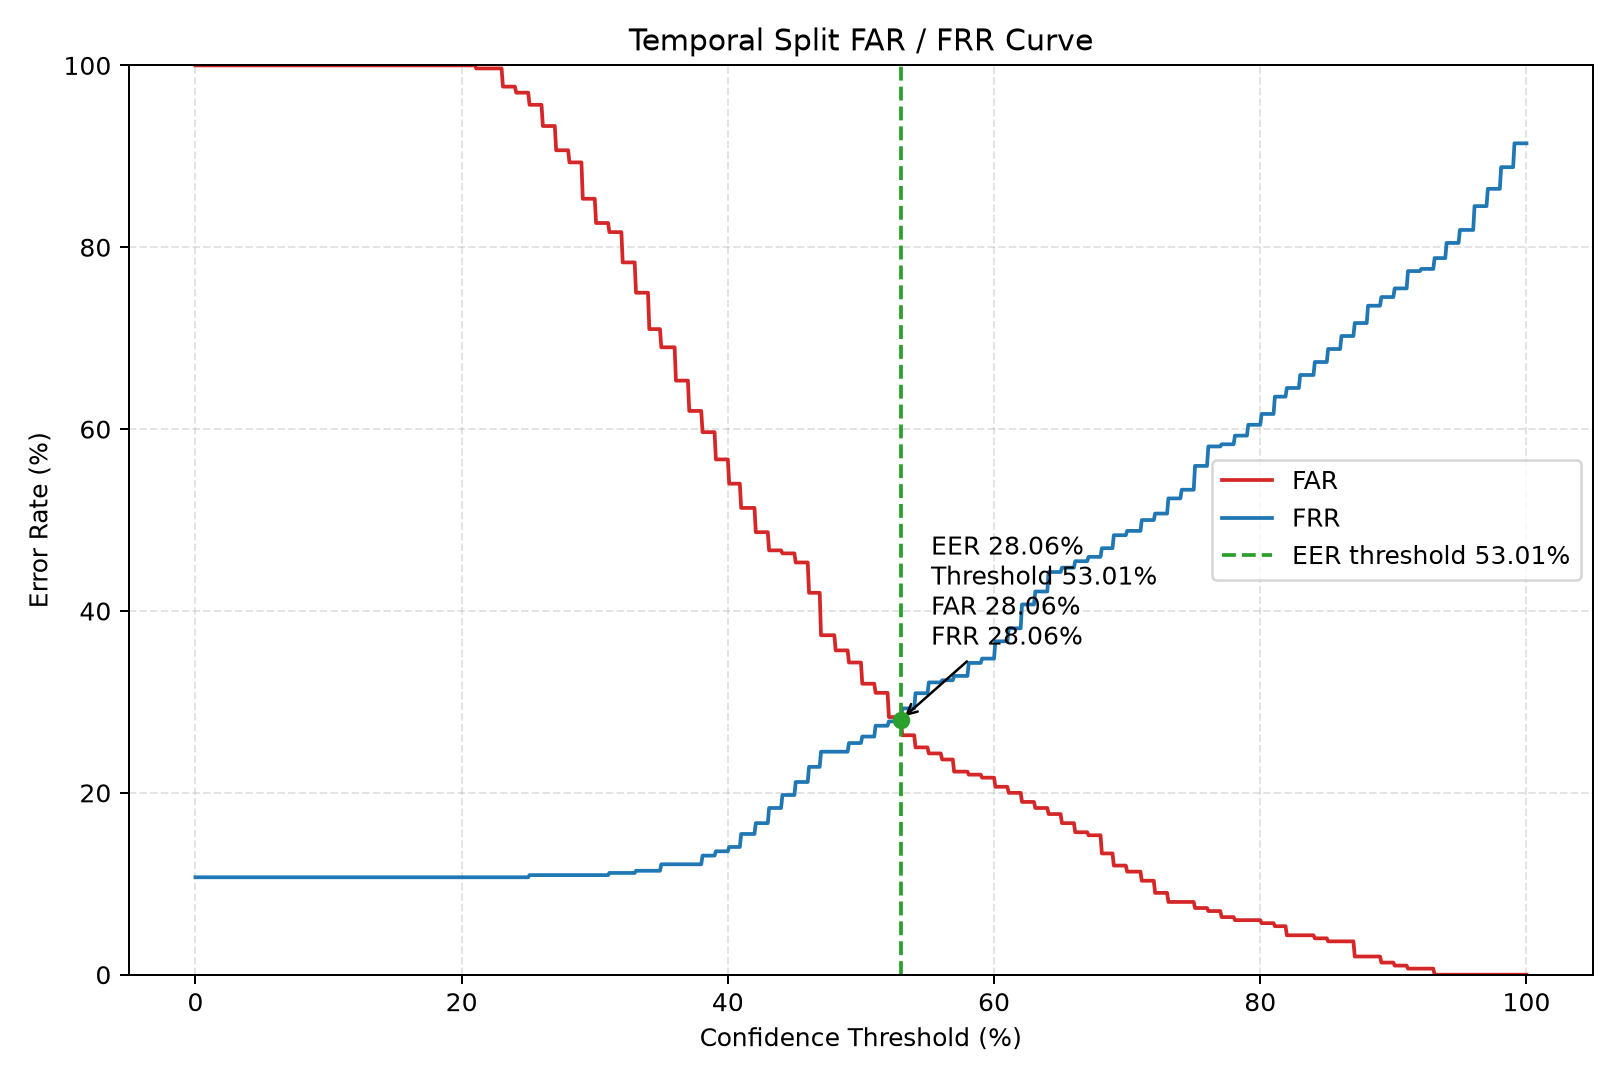 Temporal Split FAR / FRR Curve
100
80
60
40
20
0
Error Rate (%)
EER 28.06%
Threshold 53.01%
FAR 28.06%
FRR 28.06%
FAR
FRR
EER threshold 53.01%
0 20 40 60 80 100
Confidence Threshold (%)